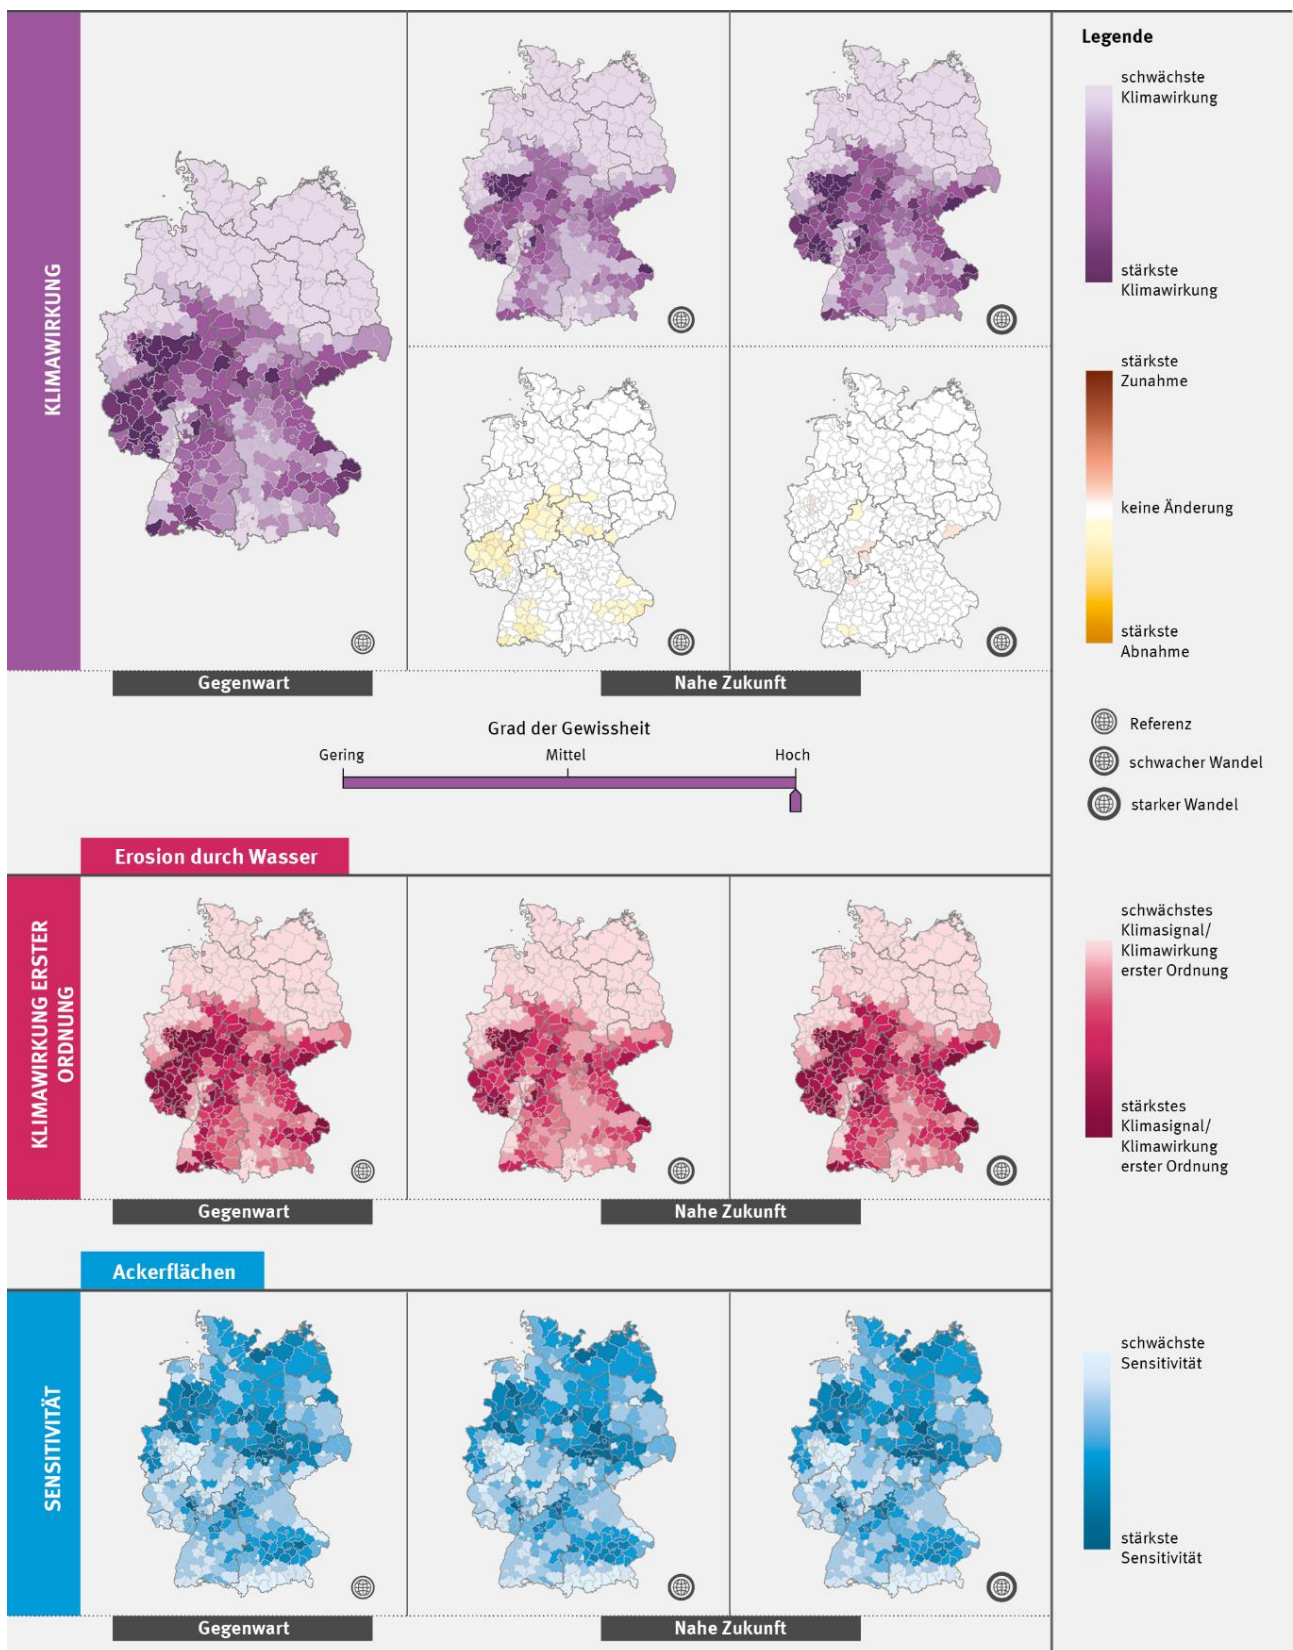 KLIMAWIRKUNG
Gegenwart
Nahe Zukunft
Grad der Gewissheit
Gering
Mittel
Hoch
Erosion durch Wasser
KLIMAWIRKUNG ERSTER
ORDNUNG
Gegenwart
Nahe Zukunft
Ackerflächen
SENSITIVITÄT
Gegenwart
Nahe Zukunft
Legende
schwächste
Klimawirkung
stärkste
Klimawirkung
stärkste
Zunahme
keine Änderung
stärkste
Abnahme
Referenz
schwacher Wandel
starker Wandel
schwächstes
Klimasignal/
Klimawirkung
erster Ordnung
stärkstes
Klimasignal/
Klimawirkung
erster Ordnung
schwächste
Sensitivität
stärkste
Sensitivität